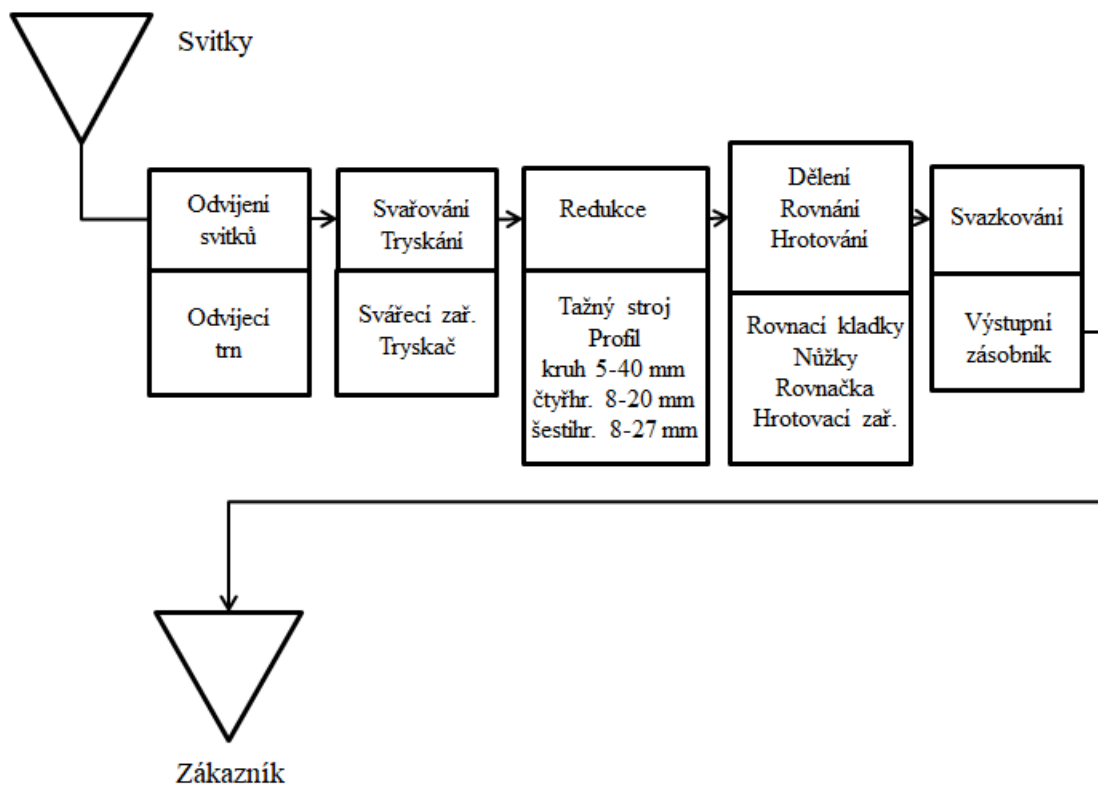 Svitky
Odvíjení
svitků
Odvíjecí
trn
Svařování
Tryskání
Svářecí zař.
Tryskač
Redukce
Tažný stroj
Profil
kruh 5-40 mm
čtyřhr. 8-20 mm
šestihr. 8-27 mm
Dělení
Rovnání
Hrotování
Rovnací kladky
Nůžky
Rovnačka
Hrotovací zař.
Svazkování
Výstupní
zásobník
Zákazník